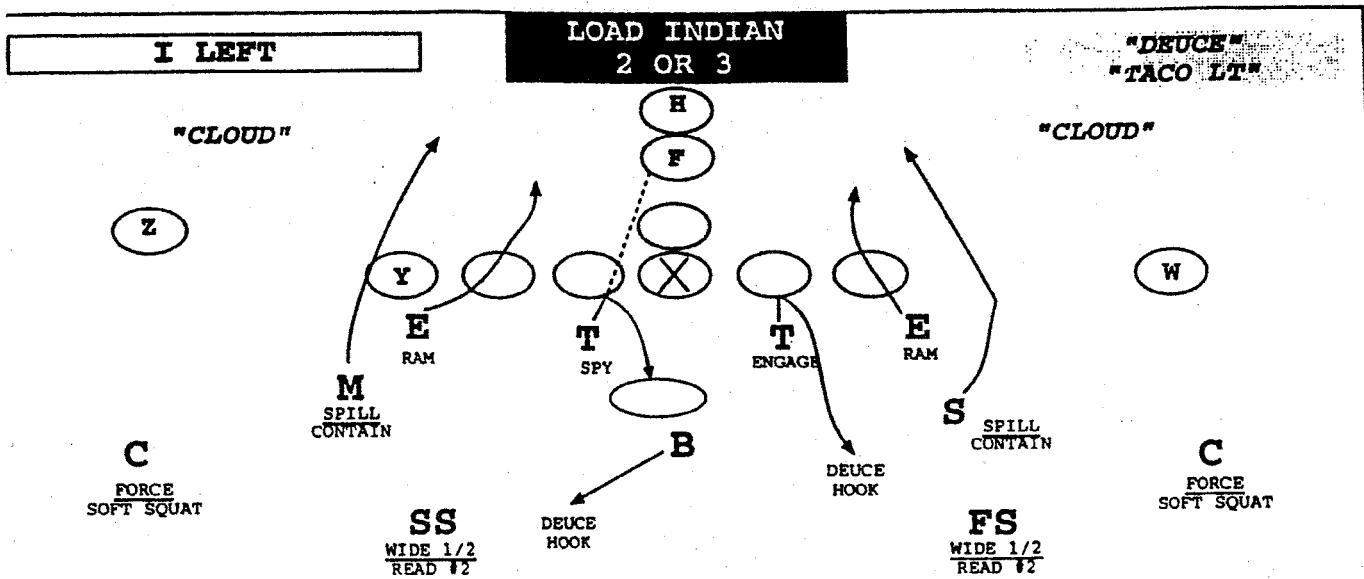 I LEFT
LOAD INDIAN
2 OR 3
"DEUCE"
"TACO LT"
"CLOUD"
H
"CLOUD"
F
Z
Y
X
W
E
RAM
T
SPY
T
ENGAGE
E
RAM
M
SPILL
CONTAIN
S
SPILL
CONTAIN
C
FORCE
SOFT SQUAT
B
DEUCE
HOOK
C
FORCE
SOFT SQUAT
SS
WIDE 1/2
READ #2
DEUCE
HOOK
FS
WIDE 1/2
READ #2